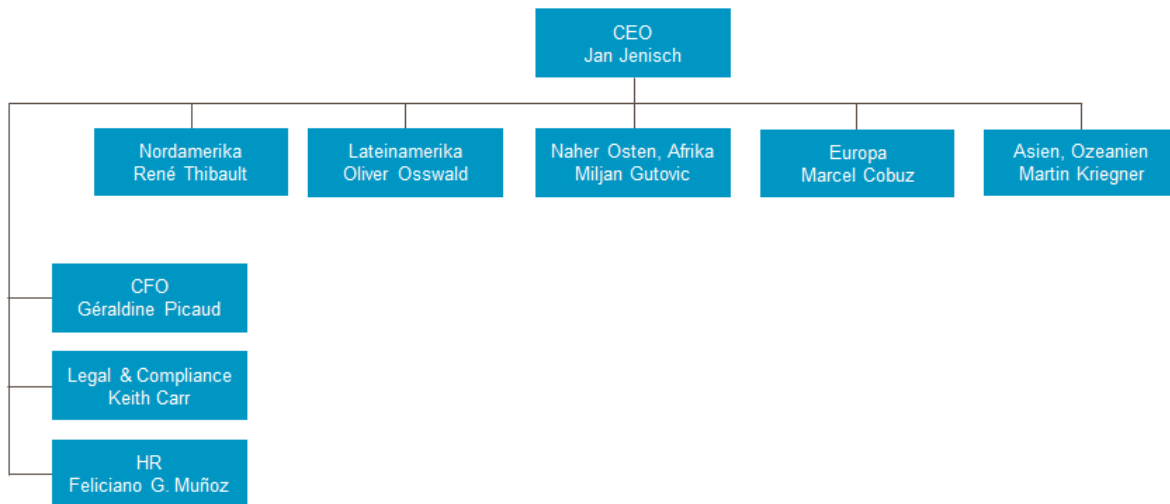 CEO
Jan Jenisch
Nordamerika
René Thibault
Lateinamerika
Oliver Osswald
Naher Osten, Afrika
Miljan Gutovic
Europa
Marcel Cobuz
Asien, Ozeanien
Martin Kriegner
CFO
Géraldine Picaud
Legal & Compliance
Keith Carr
HR
Feliciano G. Muñoz